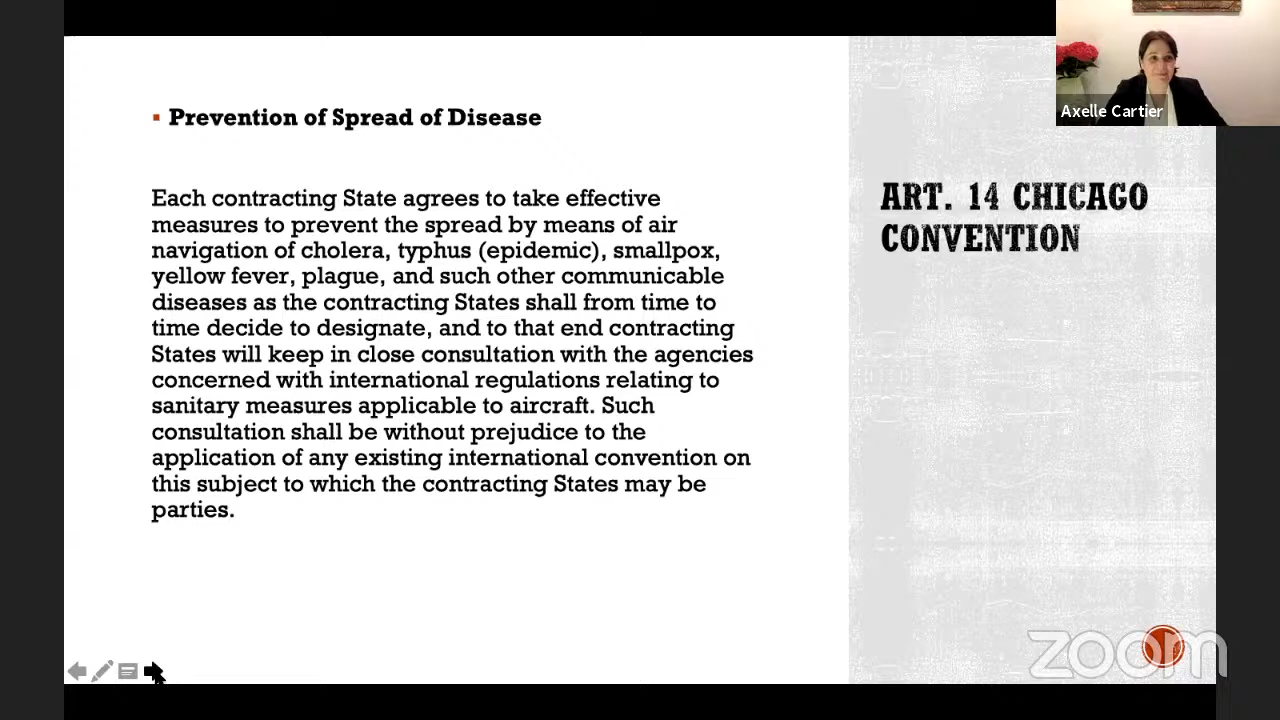 Prevention of Spread of Disease
Each contracting State agrees to take effective
measures to prevent the spread by means of air
navigation of cholera, typhus (epidemic), smallpox,
yellow fever, plague, and such other communicable
diseases as the contracting States shall from time to
time decide to designate, and to that end contracting
States will keep in close consultation with the agencies
concerned with international regulations relating to
sanitary measures applicable to aircraft. Such
consultation shall be without prejudice to the
application of any existing international convention on
this subject to which the contracting States may be
parties.
ART. 14 CHICAGO
CONVENTION
Axelle Cartier
zoom